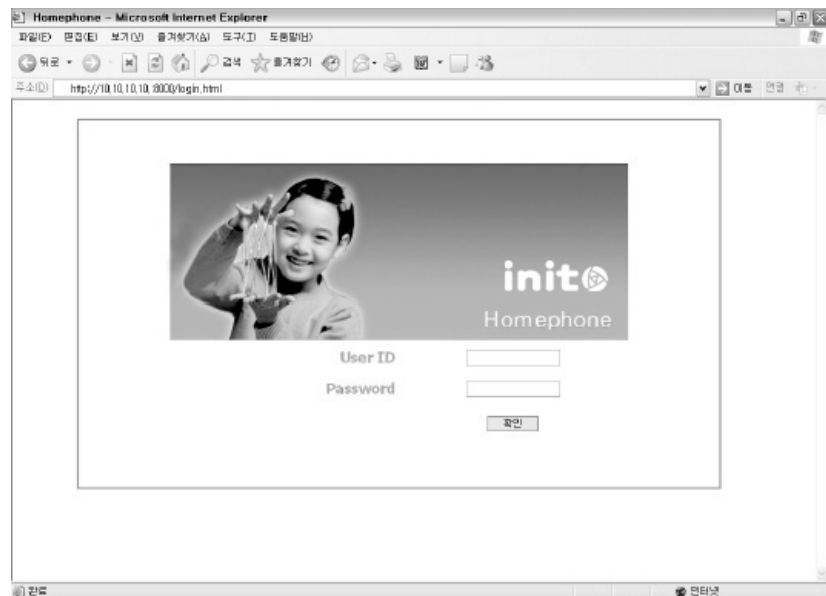 Homephone - Microsoft Internet Explorer
파일(F) 편집(E) 보기(V) 즐겨찾기(A) 도구(T) 도움말(H)
뒤로 검색 즐겨찾기
주소(D) http://10,10,10,10,:8000/login,html 이동 연결
init
Homephone
User ID
Password
확인
완료 인터넷